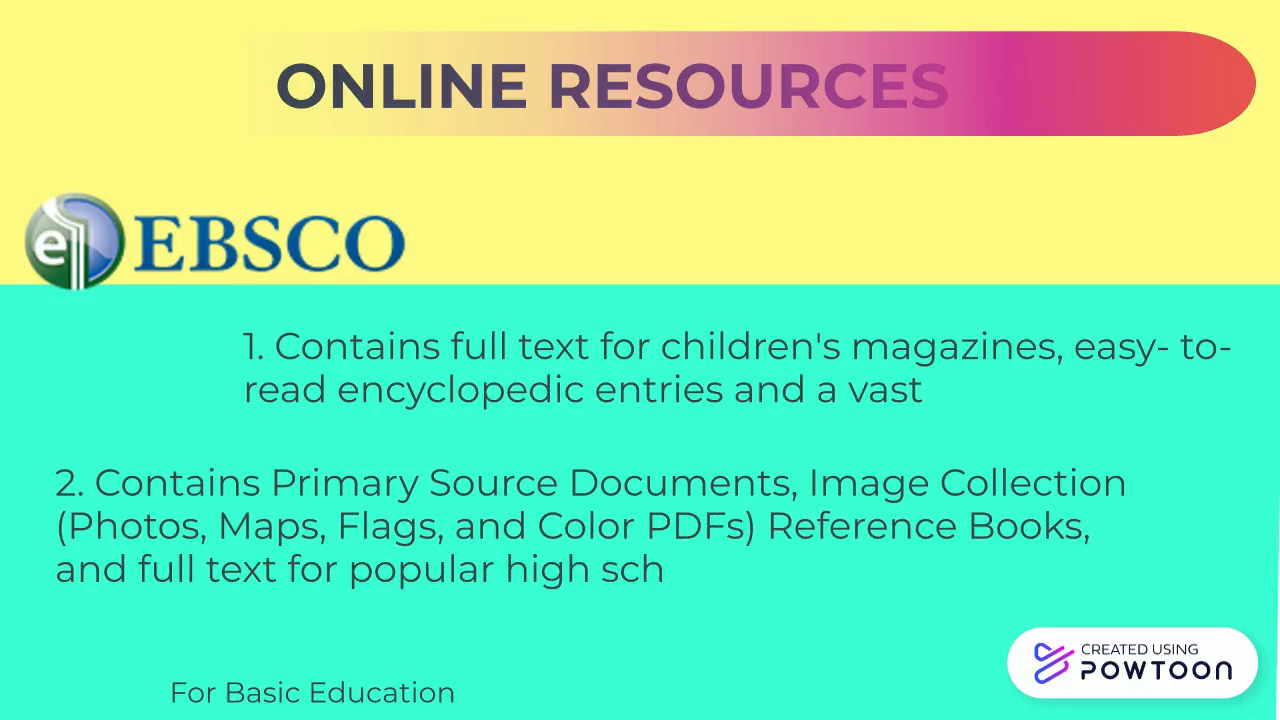 ONLINE RESOURCES
e
EBSCO
1. Contains full text for children's magazines, easy- to-
read encyclopedic entries and a vast
2. Contains Primary Source Documents, Image Collection
(Photos, Maps, Flags, and Color PDFs) Reference Books,
and full text for popular high sch
CREATED USING
POWTOON
For Basic Education